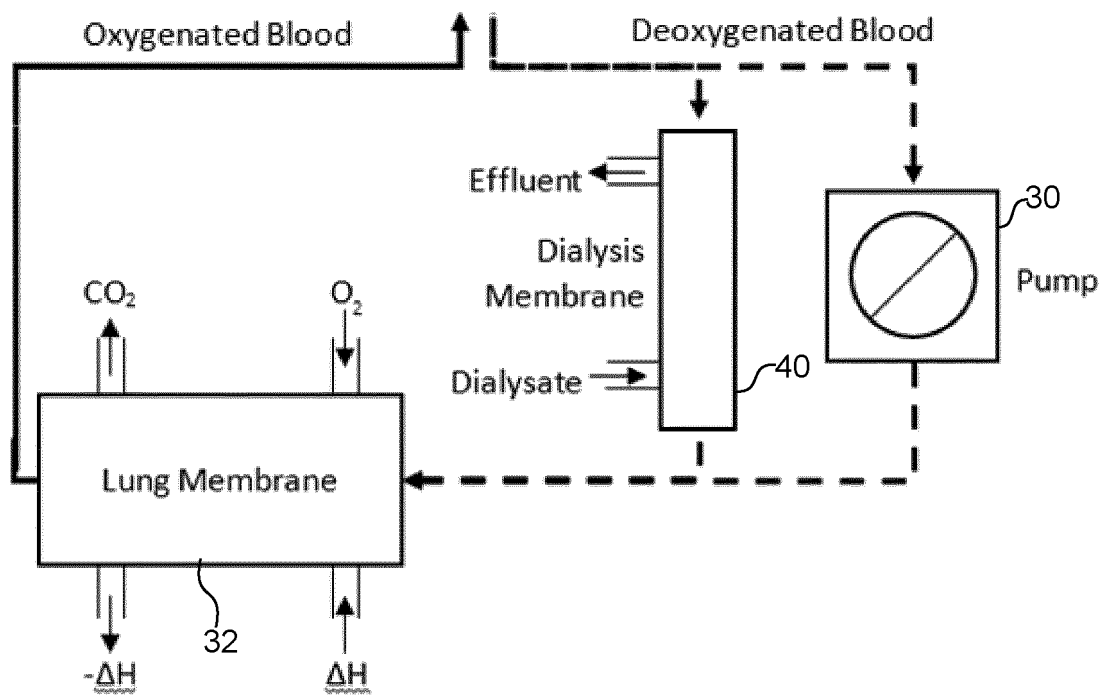 Oxygenated Blood
Deoxygenated Blood
Effluent
30
Dialysis
Membrane
Pump
CO₂
O₂
Dialysate
40
Lung Membrane
32
-ΔH
ΔH